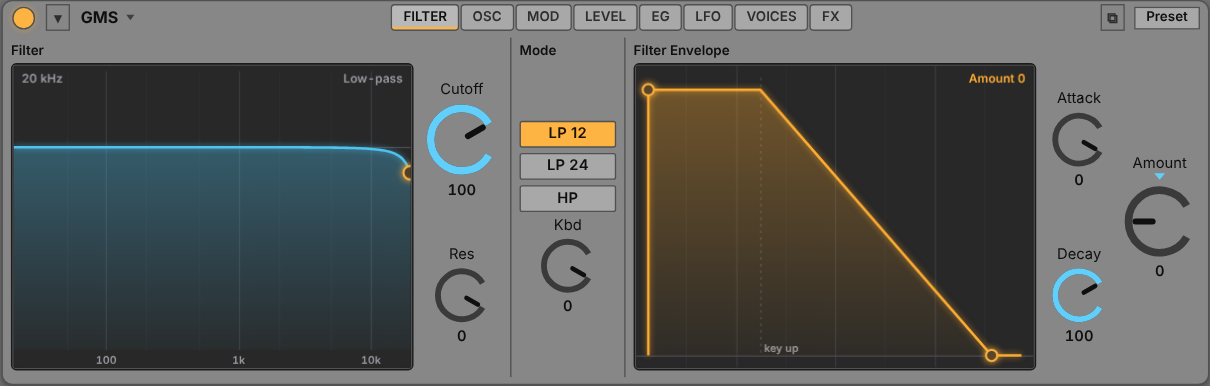 GMS
FILTER OSC MOD LEVEL EG LFO VOICES FX
Preset
Filter
20 kHz Low-pass
100 1k 10k
Cutoff
100
Res
0
Mode
LP 12
LP 24
HP
Kbd
0
Filter Envelope
Amount 0
key up
Attack
0
Decay
100
Amount
0